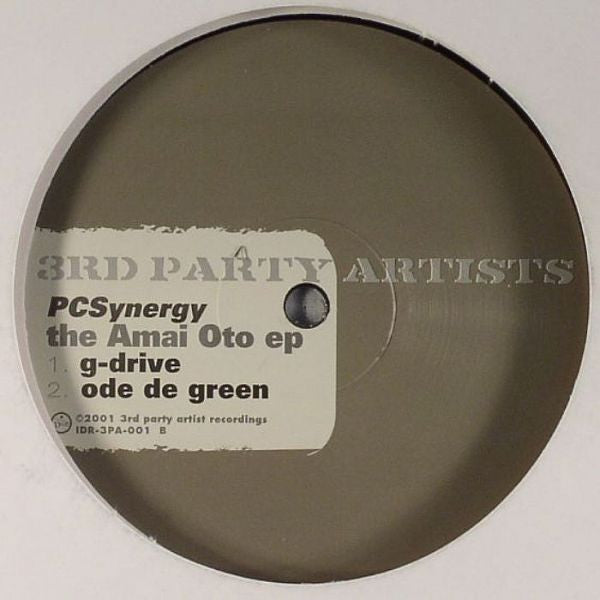 3RD PARTY ARTISTS
PCSynergy
the Amai Oto ep
1. g-drive
2. ode de green
©2001 3rd party artist recordings
IDR-3PA-001 B